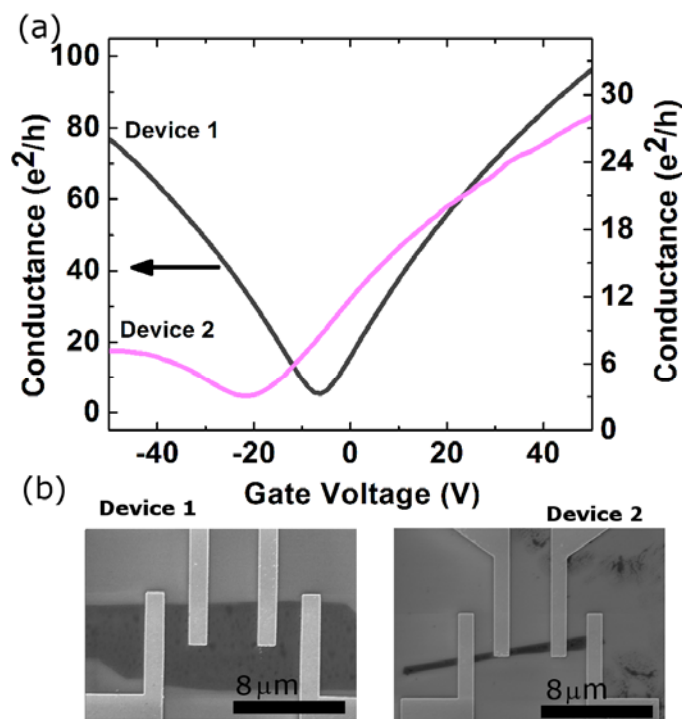 (a)
100
80
60
40
20
0
Conductance (e²/h)
Device 1
Device 2
30
24
18
12
6
0
Conductance (e²/h)
-40 -20 0 20 40
Gate Voltage (V)
(b)
Device 1
Device 2
8μm
8μm